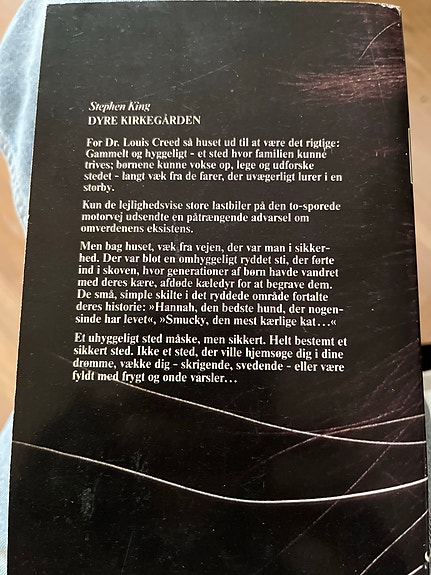 Stephen King
DYRE KIRKEGÅRDEN
For Dr. Louis Creed så huset ud til at være det rigtige:
Gammelt og hyggeligt - et sted hvor familien kunne
trives; børnene kunne vokse op, lege og udforske
stedet - langt væk fra de farer, der uvægerligt lurer i en
storby.
Kun de lejlighedsvise store lastbiler på den to-sporede
motorvej udsendte en påtrængende advarsel om
omverdenens eksistens.
Men bag huset, væk fra vejen, der var man i sikker-
hed. Der var blot en omhyggeligt ryddet sti, der førte
ind i skoven, hvor generationer af børn havde vandret
med deres kære, afdøde kæledyr for at begrave dem.
De små, simple skilte i det ryddede område fortalte
deres historie: »Hannah, den bedste hund, der nogen-
sinde har levet«, »Smucky, den mest kærlige kat...«
Et uhyggeligt sted måske, men sikkert. Helt bestemt et
sikkert sted. Ikke et sted, der ville hjemsøge dig i dine
drømme, vække dig - skrigende, svedende - eller være
fyldt med frygt og onde varsler...